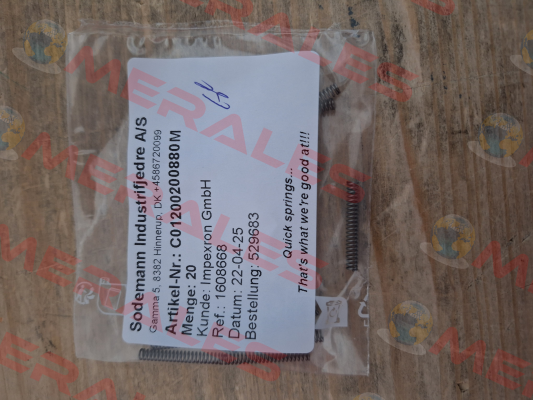 Sodemann Industrifjedre A/S
Gamma 5, 8382 Hinnerup, DK +4586720099
Artikel-Nr.: C01200200880M
Menge: 20
Kunde: Impexron GmbH
Ref.: 1608668
Datum: 22-04-25
Bestellung: 529683
Quick springs...
That's what we're good at!!!
MERALES